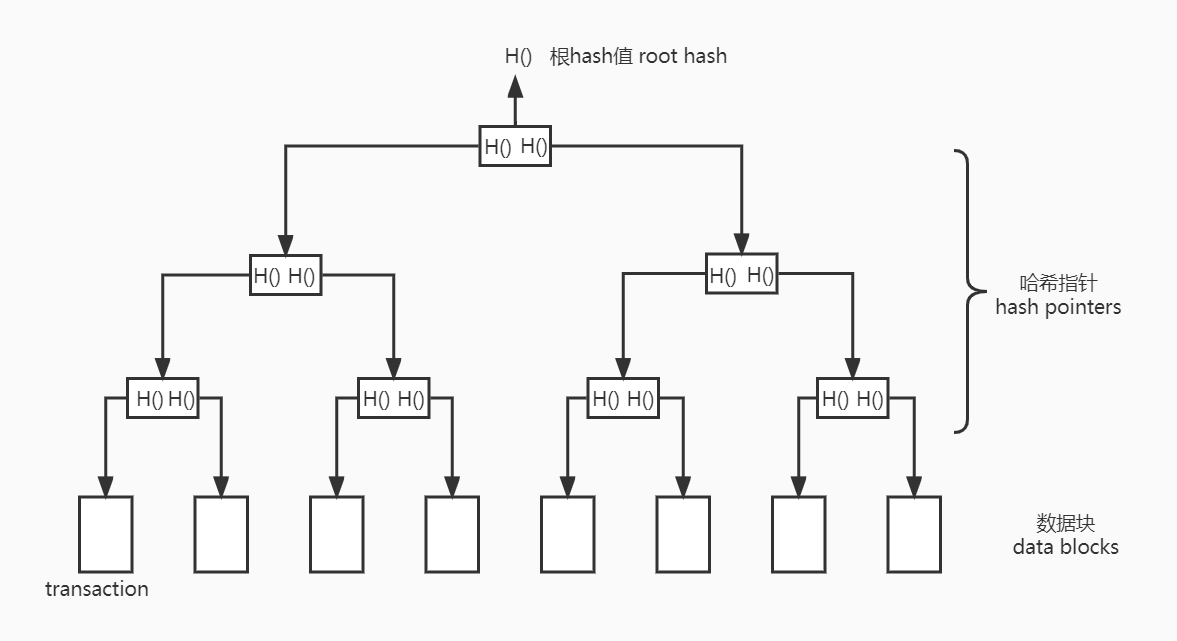 H() 根hash值 root hash
H() H()
H() H()
H() H()
哈希指针
hash pointers
H() H()
H() H()
H() H()
H() H()
数据块
data blocks
transaction